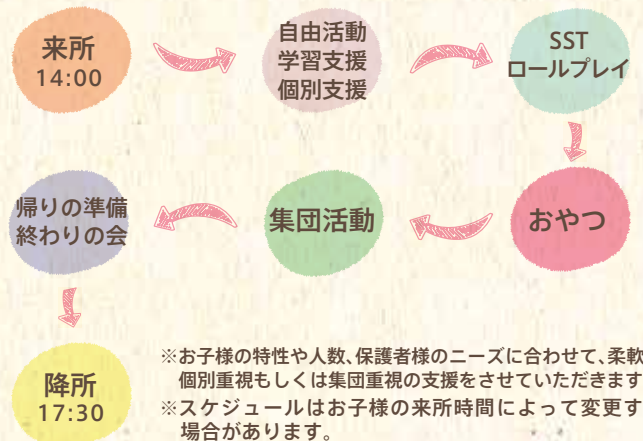 来所
14:00
自由活動
学習支援
個別支援
SST
ロールプレイ
おやつ
集団活動
帰りの準備
終わりの会
降所
17:30
※お子様の特性や人数、保護者様のニーズに合わせて、柔軟
個別重視もしくは集団重視の支援をさせていただきます
※スケジュールはお子様の来所時間によって変更す
場合があります。